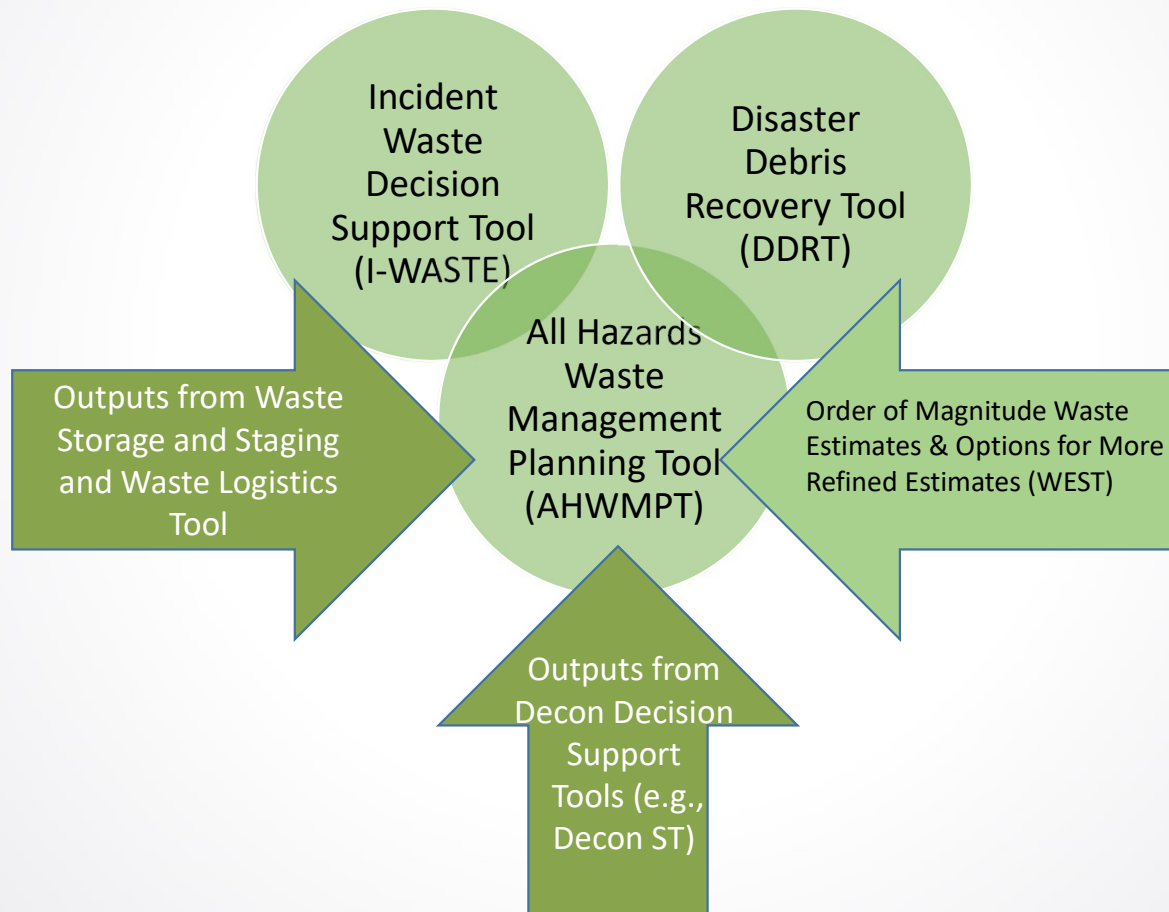 Incident
Waste
Decision
Support Tool
(I-WASTE)
Disaster
Debris
Recovery Tool
(DDRT)
All Hazards
Waste
Management
Planning Tool
(AHWMPT)
Outputs from Waste
Storage and Staging
and Waste Logistics
Tool
Order of Magnitude Waste
Estimates & Options for More
Refined Estimates (WEST)
Outputs from
Decon Decision
Support
Tools (e.g.,
Decon ST)